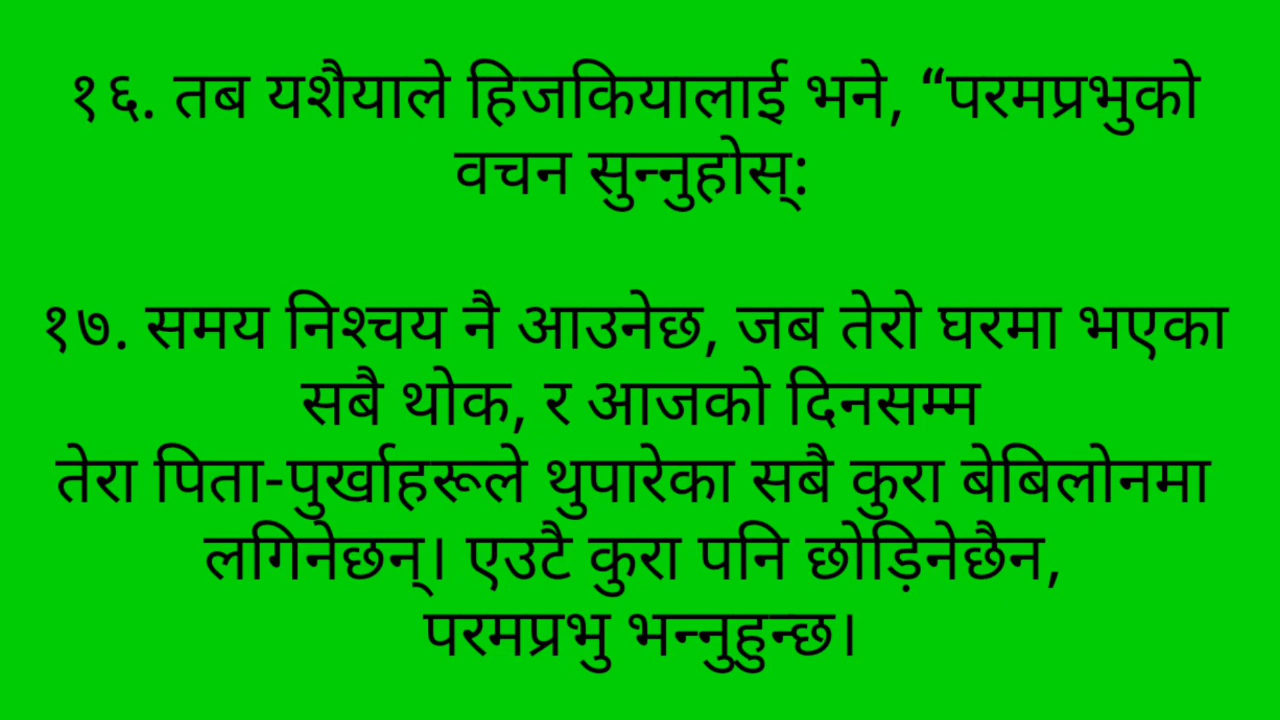 १६. तब यशैयाले हिजकियालाई भने, “परमप्रभुको
वचन सुन्नुहोस्:
१७. समय निश्चय नै आउनेछ, जब तेरो घरमा भएका
सबै थोक, र आजको दिनसम्म
तेरा पिता-पुर्खाहरूले थुपारेका सबै कुरा बेबिलोनमा
लगिनेछन्। एउटै कुरा पनि छोड़िनेछैन,
परमप्रभु भन्नुहुन्छ।